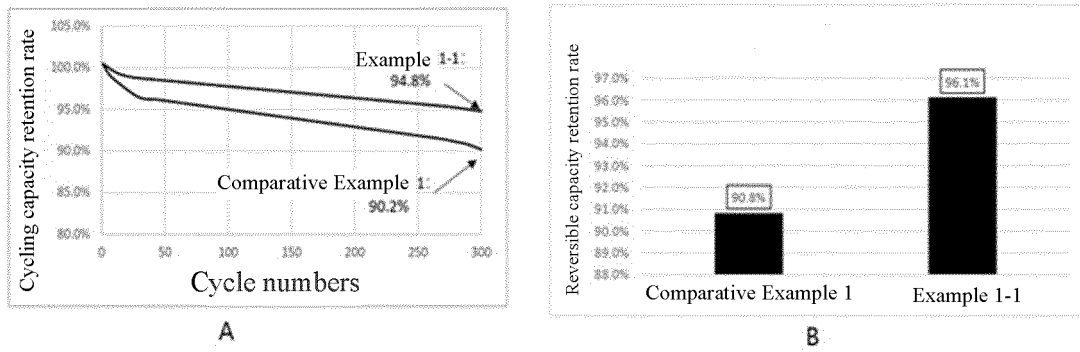 Cycling capacity retention rate
105.0%
100.0%
95.0%
90.0%
85.0%
80.0%
Example 1-1:
94.8%
Comparative Example 1:
90.2%
0 50 100 150 200 250 300
Cycle numbers
A
Reversible capacity retention rate
97.0%
96.0%
95.0%
94.0%
93.0%
92.0%
91.0%
90.0%
89.0%
88.0%
90.8%
96.1%
Comparative Example 1 Example 1-1
B